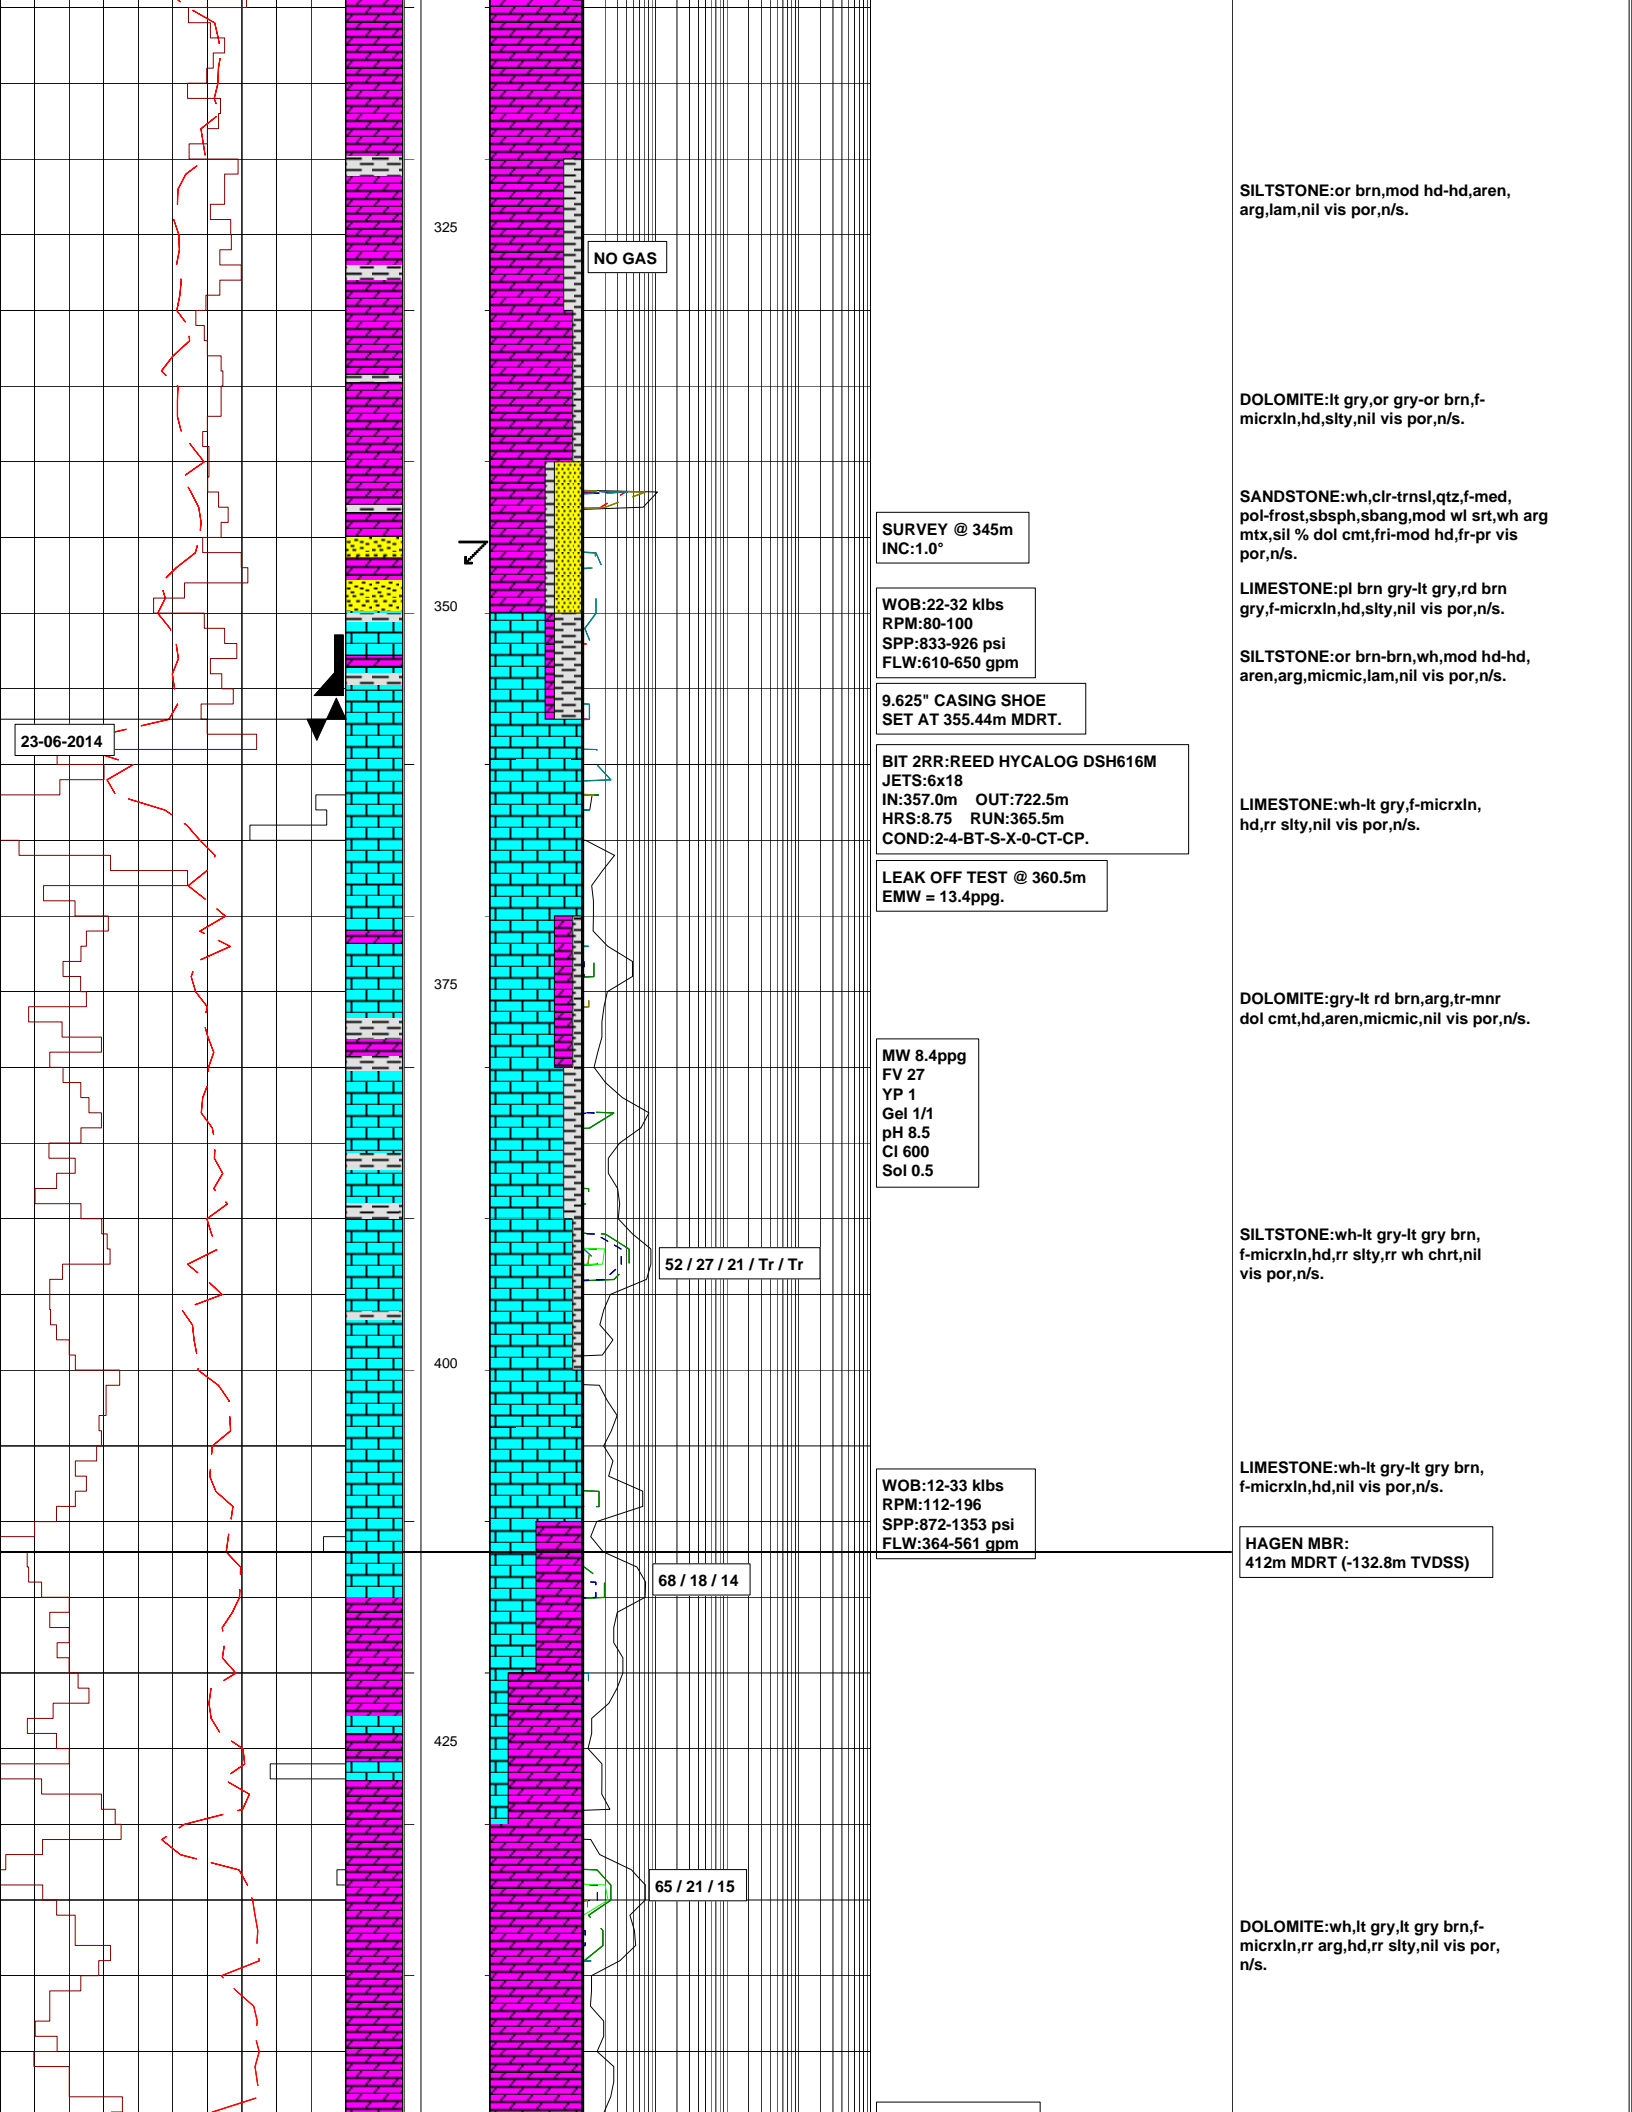 SILTSTONE:or brn,mod hd-hd,aren,
arg,lam,nil vis por,n/s.
325
NO GAS
DOLOMITE:lt gry,or gry-or brn,f-
micrxln,hd,slty,nil vis por,n/s.
SANDSTONE:wh,clr-trnsl,qtz,f-med,
pol-frost,sbsph,sbang,mod wl srt,wh arg
mtx,sil % dol cmt,fri-mod hd,fr-pr vis
por,n/s.
SURVEY @ 345m
INC:1.0°
LIMESTONE:pl brn gry-lt gry,rd brn
gry,f-micrxln,hd,slty,nil vis por,n/s.
350
WOB:22-32 klbs
RPM:80-100
SPP:833-926 psi
FLW:610-650 gpm
SILTSTONE:or brn-brn,wh,mod hd-hd,
aren,arg,micmic,lam,nil vis por,n/s.
9.625" CASING SHOE
SET AT 355.44m MDRT.
23-06-2014
BIT 2RR:REED HYCALOG DSH616M
JETS:6x18
IN:357.0m OUT:722.5m
HRS:8.75 RUN:365.5m
COND:2-4-BT-S-X-0-CT-CP.
LIMESTONE:wh-lt gry,f-micrxln,
hd,rr slty,nil vis por,n/s.
LEAK OFF TEST @ 360.5m
EMW = 13.4ppg.
375
DOLOMITE:gry-lt rd brn,arg,tr-mnr
dol cmt,hd,aren,micmic,nil vis por,n/s.
MW 8.4ppg
FV 27
YP 1
Gel 1/1
pH 8.5
Cl 600
Sol 0.5
SILTSTONE:wh-lt gry-lt gry brn,
f-micrxln,hd,rr slty,rr wh chrt,nil
vis por,n/s.
52 / 27 / 21 / Tr / Tr
400
LIMESTONE:wh-lt gry-lt gry brn,
f-micrxln,hd,nil vis por,n/s.
WOB:12-33 klbs
RPM:112-196
SPP:872-1353 psi
FLW:364-561 gpm
HAGEN MBR:
412m MDRT (-132.8m TVDSS)
68 / 18 / 14
425
65 / 21 / 15
DOLOMITE:wh,lt gry,lt gry brn,f-
micrxln,rr arg,hd,rr slty,nil vis por,
n/s.